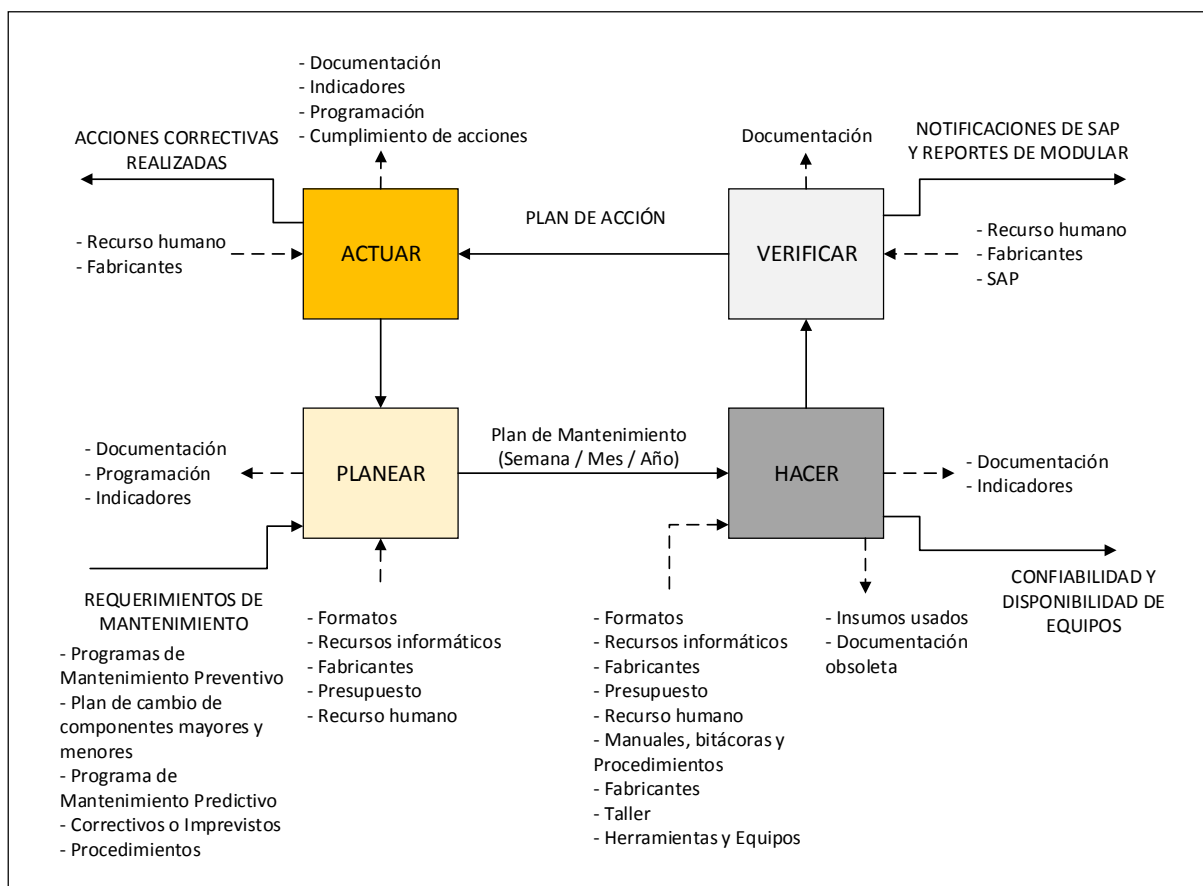 - Documentación
- Indicadores
- Programación
- Cumplimiento de acciones
ACCIONES CORRECTIVAS
REALIZADAS
Documentación
NOTIFICACIONES DE SAP
Y REPORTES DE MODULAR
- Recurso humano
- Fabricantes
ACTUAR
PLAN DE ACCIÓN
VERIFICAR
- Recurso humano
- Fabricantes
- SAP
- Documentación
- Programación
- Indicadores
PLANEAR
Plan de Mantenimiento
(Semana / Mes / Año)
HACER
- Documentación
- Indicadores
REQUERIMIENTOS DE
MANTENIMIENTO
- Programas de
Mantenimiento Preventivo
- Plan de cambio de
componentes mayores y
menores
- Programa de
Mantenimiento Predictivo
- Correctivos o Imprevistos
- Procedimientos
- Formatos
- Recursos informáticos
- Fabricantes
- Presupuesto
- Recurso humano
- Formatos
- Recursos informáticos
- Fabricantes
- Presupuesto
- Recurso humano
- Manuales, bitácoras y
Procedimientos
- Fabricantes
- Taller
- Herramientas y Equipos
- Insumos usados
- Documentación
obsoleta
CONFIABILIDAD Y
DISPONIBILIDAD DE
EQUIPOS